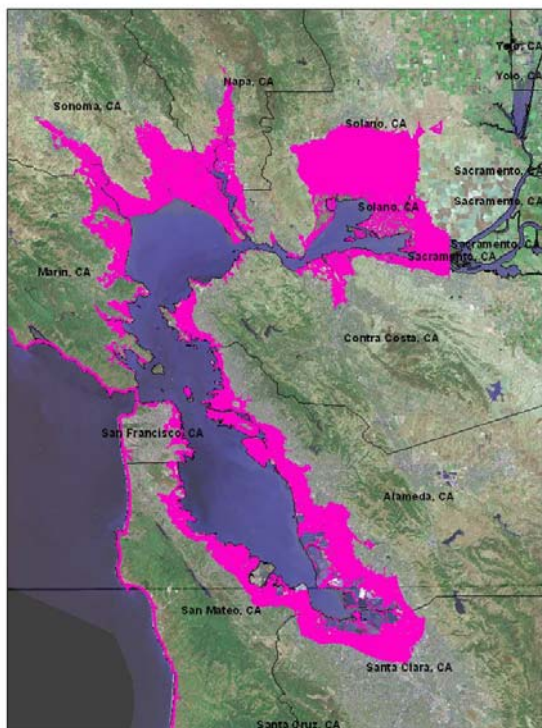 Yolo, CA
Yolo, CA
Napa, CA
Sonoma, CA
Solano, CA
Sacramento, CA
Solano, CA
Sacramento, CA
Sacramento, CA
Sacramento, CA
Marin, CA
Contra Costa, CA
San Francisco, CA
Alameda, CA
San Mateo, CA
Santa Clara, CA
Santa Cruz, CA